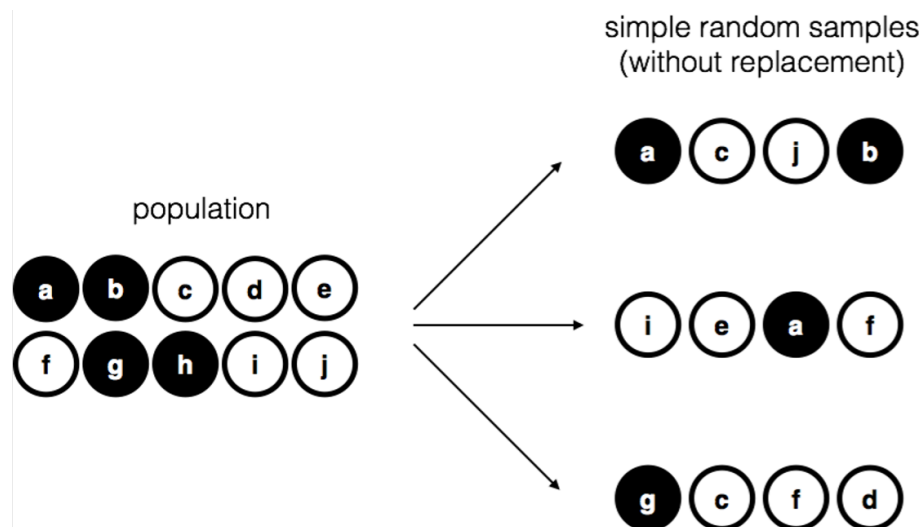 simple random samples
(without replacement)
a c j b
population
a b c d e
f g h i j
i e a f
g c f d